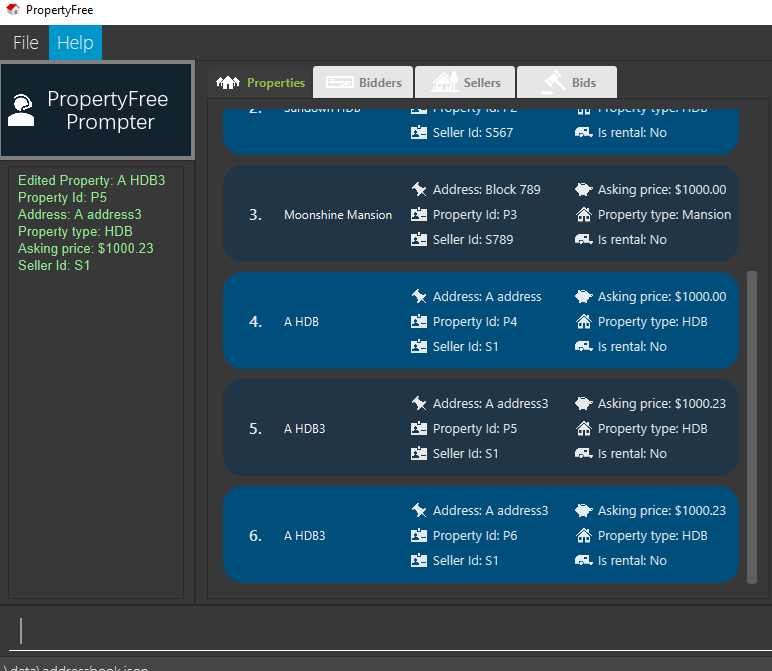 PropertyFree
File Help
PropertyFree
Prompter
Edited Property: A HDB3
Property Id: P5
Address: A address3
Property type: HDB
Asking price: $1000.23
Seller Id: S1
Properties Bidders Sellers Bids
2. Sundown HDB Property Id: P2 Property type: HDB
Seller Id: S567 Is rental: No
Address: Block 789 Asking price: $1000.00
3. Moonshine Mansion Property Id: P3 Property type: Mansion
Seller Id: S789 Is rental: No
Address: A address Asking price: $1000.00
4. A HDB Property Id: P4 Property type: HDB
Seller Id: S1 Is rental: No
Address: A address3 Asking price: $1000.23
5. A HDB3 Property Id: P5 Property type: HDB
Seller Id: S1 Is rental: No
Address: A address3 Asking price: $1000.23
6. A HDB3 Property Id: P6 Property type: HDB
Seller Id: S1 Is rental: No
.\data\addressbook.json